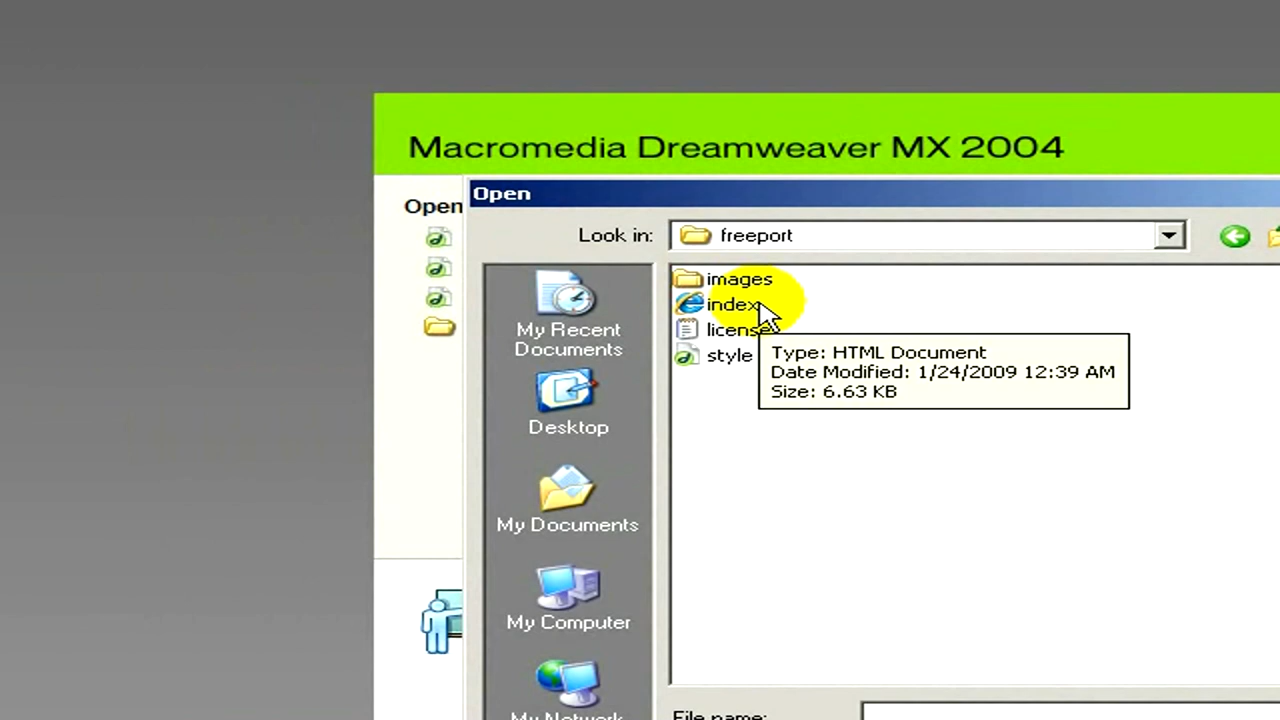 Macromedia Dreamweaver MX 2004
Open
Open
Look in: freeport
images
index
license
style
Type: HTML Document
Date Modified: 1/24/2009 12:39 AM
Size: 6.63 KB
My Recent
Documents
Desktop
My Documents
My Computer
My Network
File name: